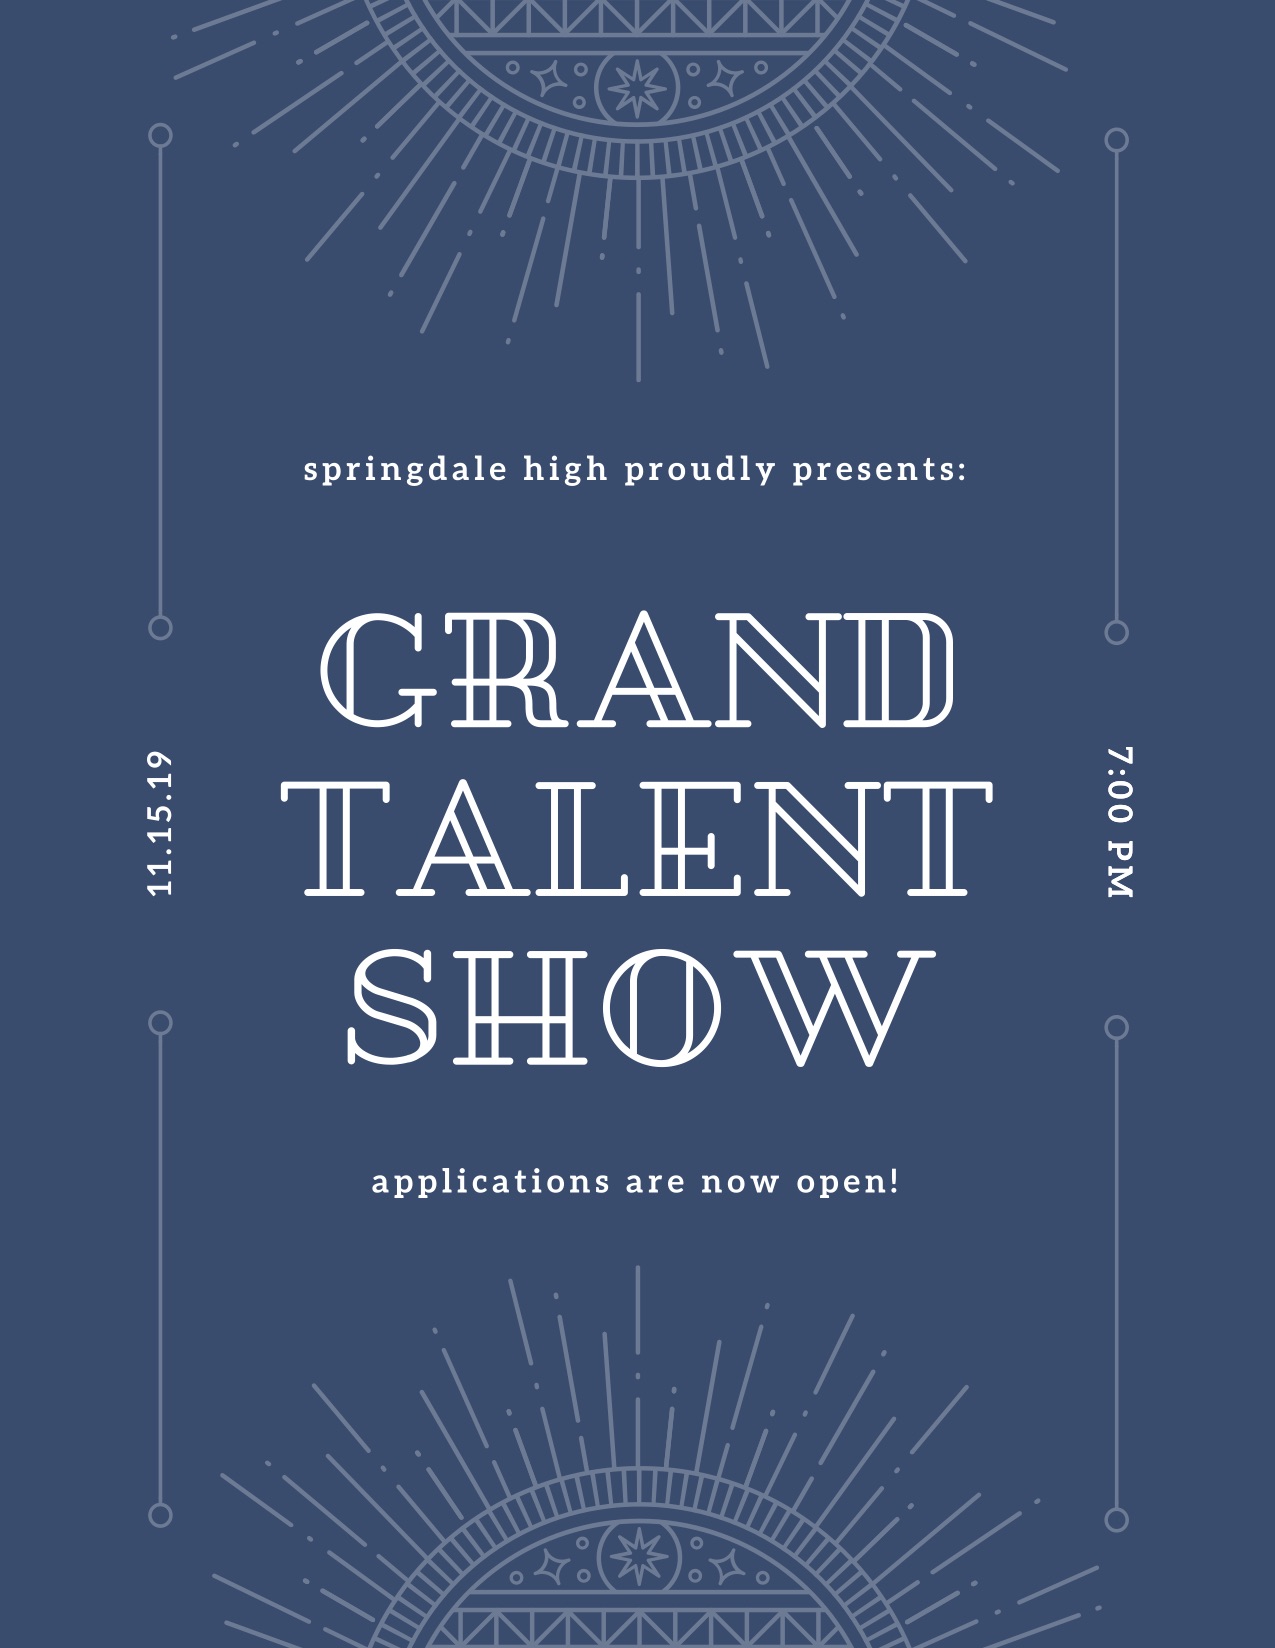 springdale high proudly presents:
GRAND
TALENT
SHOW
11.15.19
7:00 PM
applications are now open!